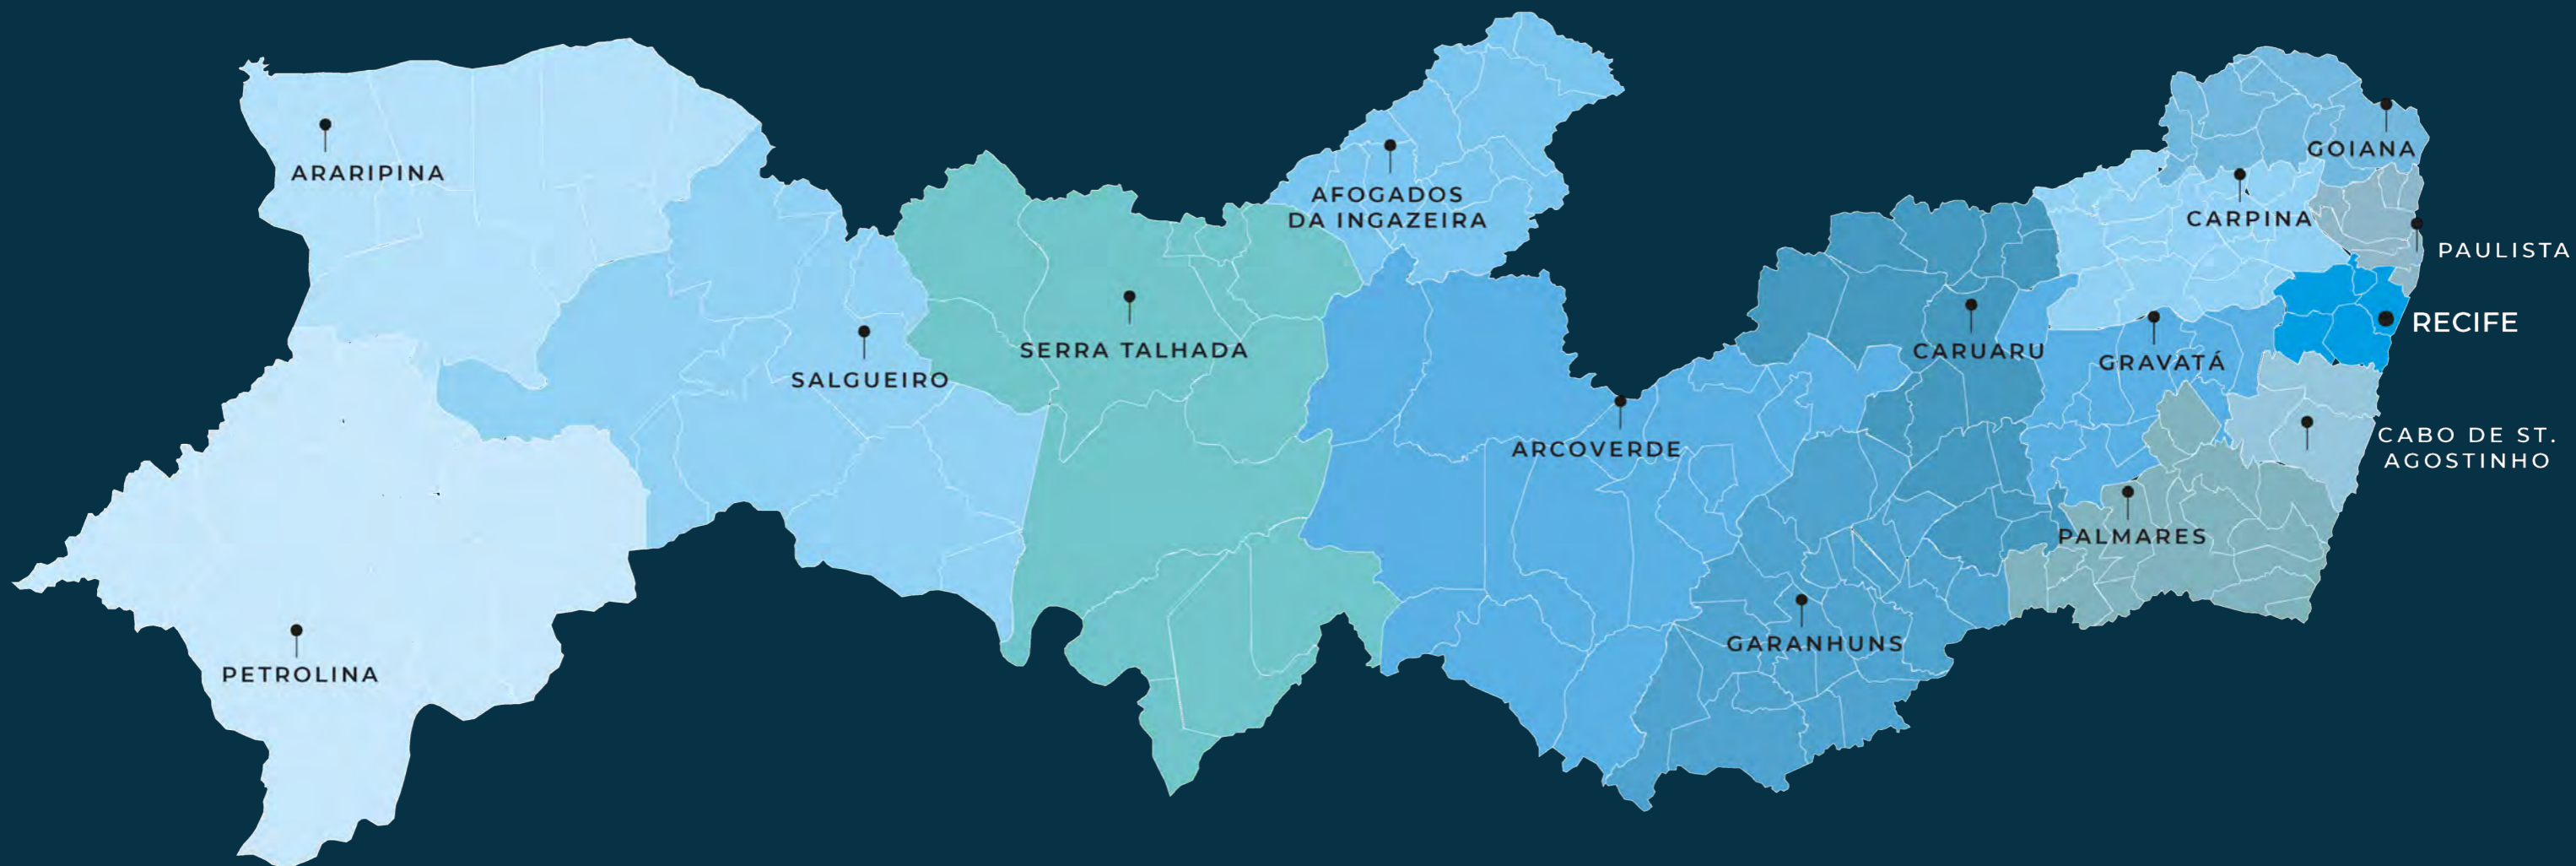 ARARIPINA
GOIANA
AFOGADOS
DA INGAZEIRA
CARPINA
PAULISTA
RECIFE
SERRA TALHADA
CARUARU
GRAVATÁ
SALGUEIRO
ARCOVERDE
CABO DE ST.
AGOSTINHO
PALMARES
GARANHUNS
PETROLINA